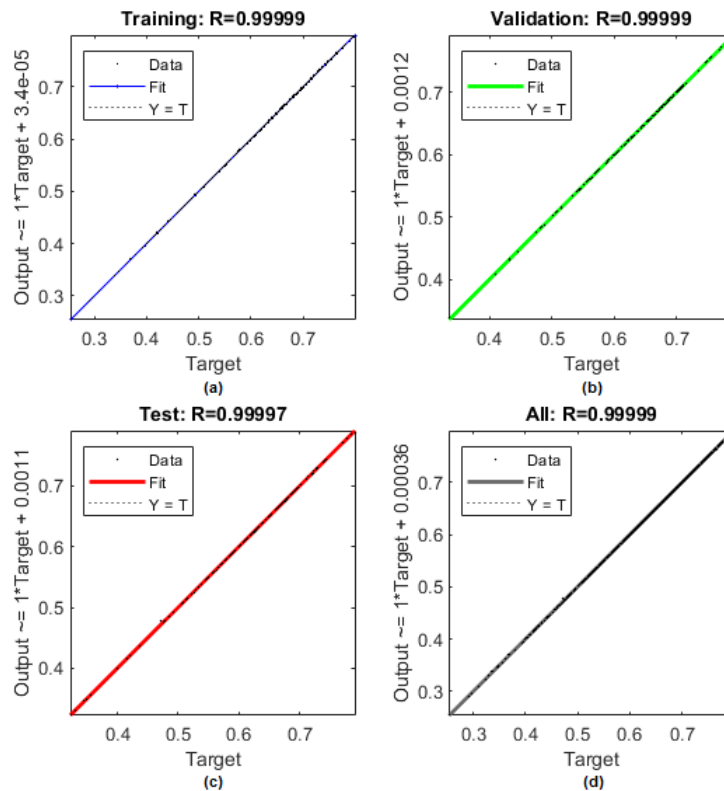 Training: R=0.99999
Output ~= 1*Target + 3.4e-05
0.7
0.6
0.5
0.4
0.3
Data
Fit
Y = T
0.3 0.4 0.5 0.6 0.7
Target
(a)
Validation: R=0.99999
Output ~= 1*Target + 0.0012
0.7
0.6
0.5
0.4
Data
Fit
Y = T
0.4 0.5 0.6 0.7
Target
(b)
Test: R=0.99997
Output ~= 1*Target + 0.0011
0.7
0.6
0.5
0.4
Data
Fit
Y = T
0.4 0.5 0.6 0.7
Target
(c)
All: R=0.99999
Output ~= 1*Target + 0.00036
0.7
0.6
0.5
0.4
0.3
Data
Fit
Y = T
0.3 0.4 0.5 0.6 0.7
Target
(d)